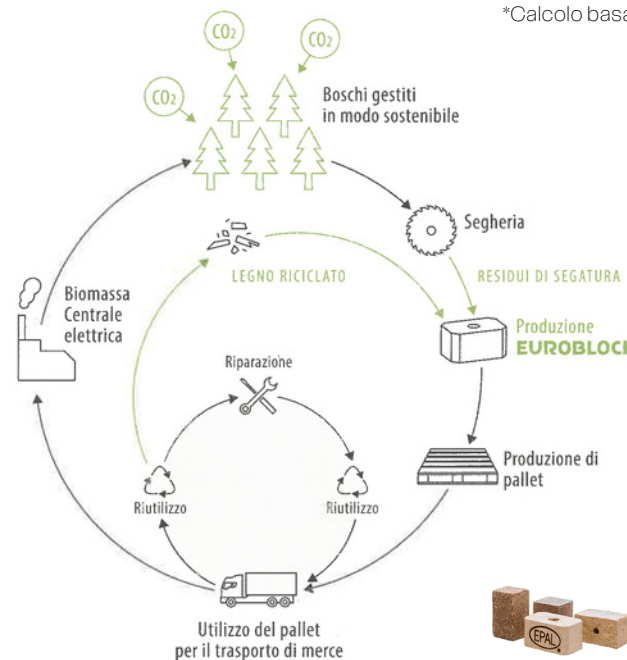 *Calcolo basa
CO2
CO2
CO2
Boschi gestiti
in modo sostenibile
Segheria
LEGNO RICICLATO
RESIDUI DI SEGATURA
Biomassa
Centrale
elettrica
Produzione
EUROBLOCK
Riparazione
Produzione di
pallet
Riutilizzo
Riutilizzo
Utilizzo del pallet
per il trasporto di merce
EPAL